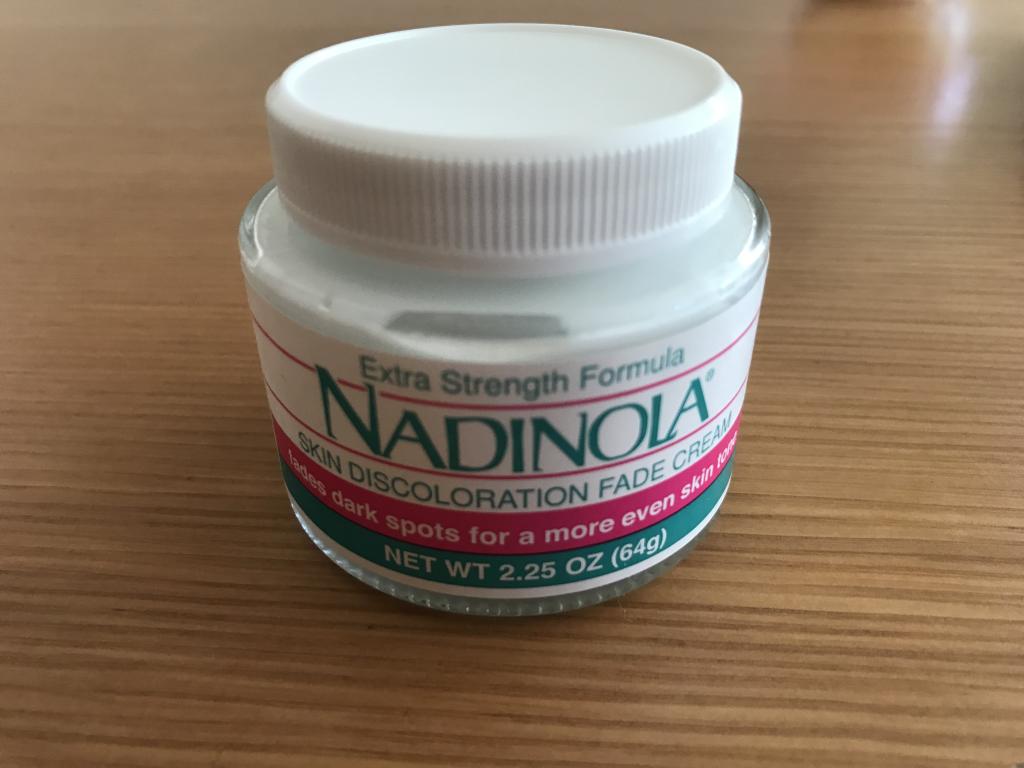 Extra Strength Formula
NADINOLA®
SKIN DISCOLORATION FADE CREAM
fades dark spots for a more even skin tone
NET WT 2.25 OZ (64g)